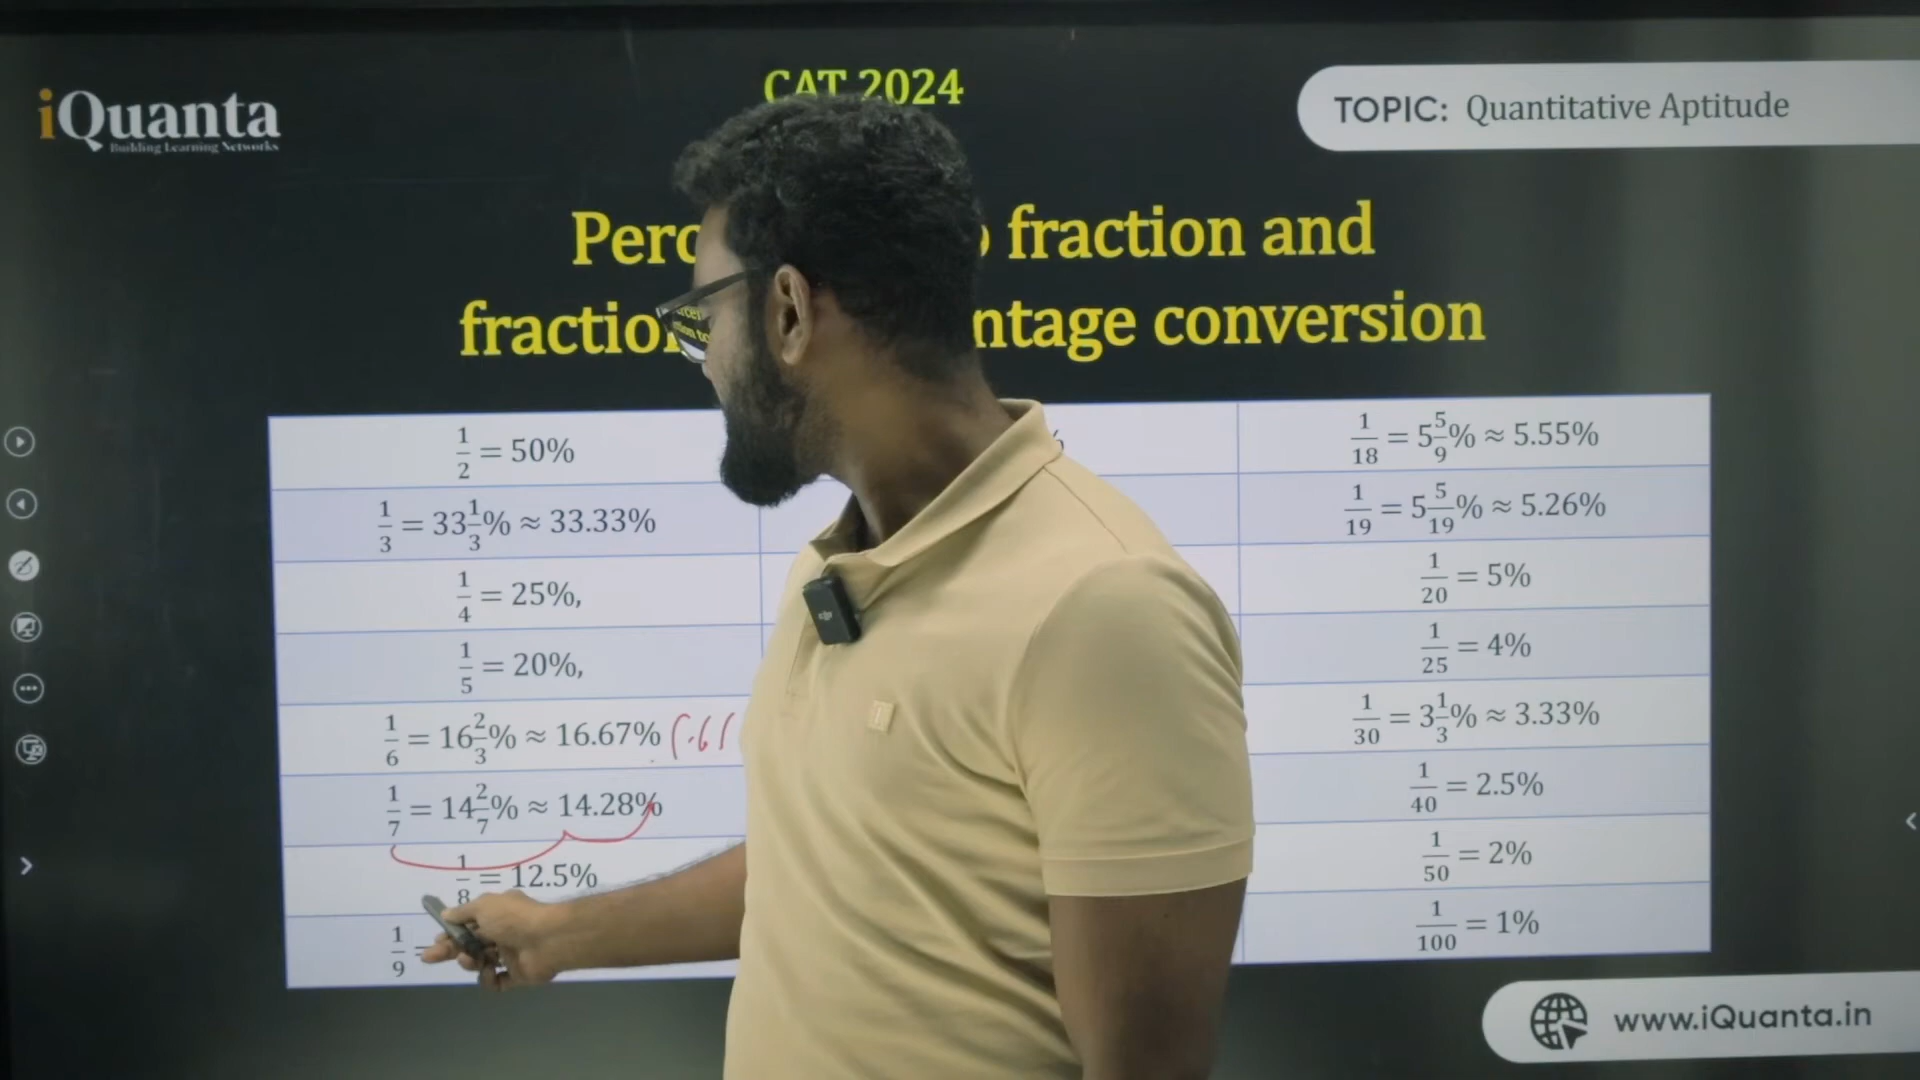 CAT 2024
iQuanta
Building Learning Networks
TOPIC: Quantitative Aptitude
fraction and
conversion
1/2 = 50%
1/3 = 33 1/3% ≈ 33.33%
1/4 = 25%,
1/5 = 20%,
1/6 = 16 2/3% ≈ 16.67%
1/7 = 14 2/7% ≈ 14.28%
1/8 = 12.5%
1/9 =
1/18 = 5 5/9% ≈ 5.55%
1/19 = 5 5/19% ≈ 5.26%
1/20 = 5%
1/25 = 4%
1/30 = 3 1/3% ≈ 3.33%
1/40 = 2.5%
1/50 = 2%
1/100 = 1%
www.iQuanta.in